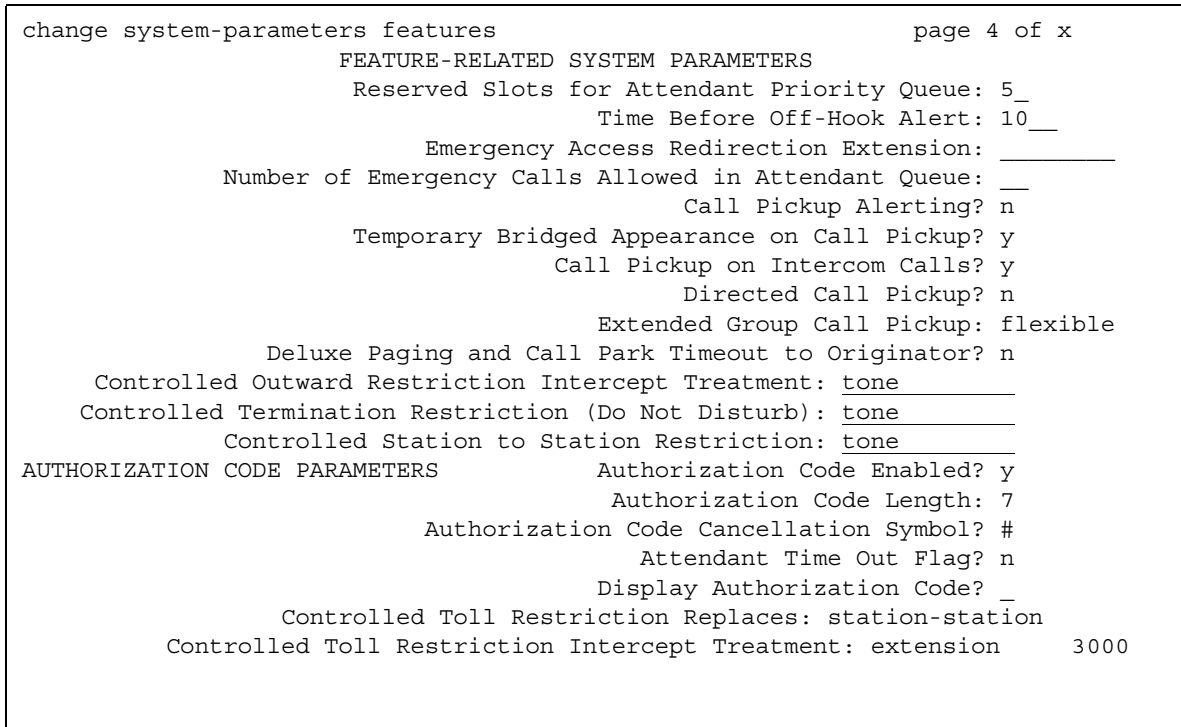 change system-parameters features page 4 of x
FEATURE-RELATED SYSTEM PARAMETERS
Reserved Slots for Attendant Priority Queue: 5_
Time Before Off-Hook Alert: 10__
Emergency Access Redirection Extension: ________
Number of Emergency Calls Allowed in Attendant Queue: __
Call Pickup Alerting? n
Temporary Bridged Appearance on Call Pickup? y
Call Pickup on Intercom Calls? y
Directed Call Pickup? n
Extended Group Call Pickup: flexible
Deluxe Paging and Call Park Timeout to Originator? n
Controlled Outward Restriction Intercept Treatment: tone
Controlled Termination Restriction (Do Not Disturb): tone
Controlled Station to Station Restriction: tone
AUTHORIZATION CODE PARAMETERS Authorization Code Enabled? y
Authorization Code Length: 7
Authorization Code Cancellation Symbol? #
Attendant Time Out Flag? n
Display Authorization Code? _
Controlled Toll Restriction Replaces: station-station
Controlled Toll Restriction Intercept Treatment: extension 3000